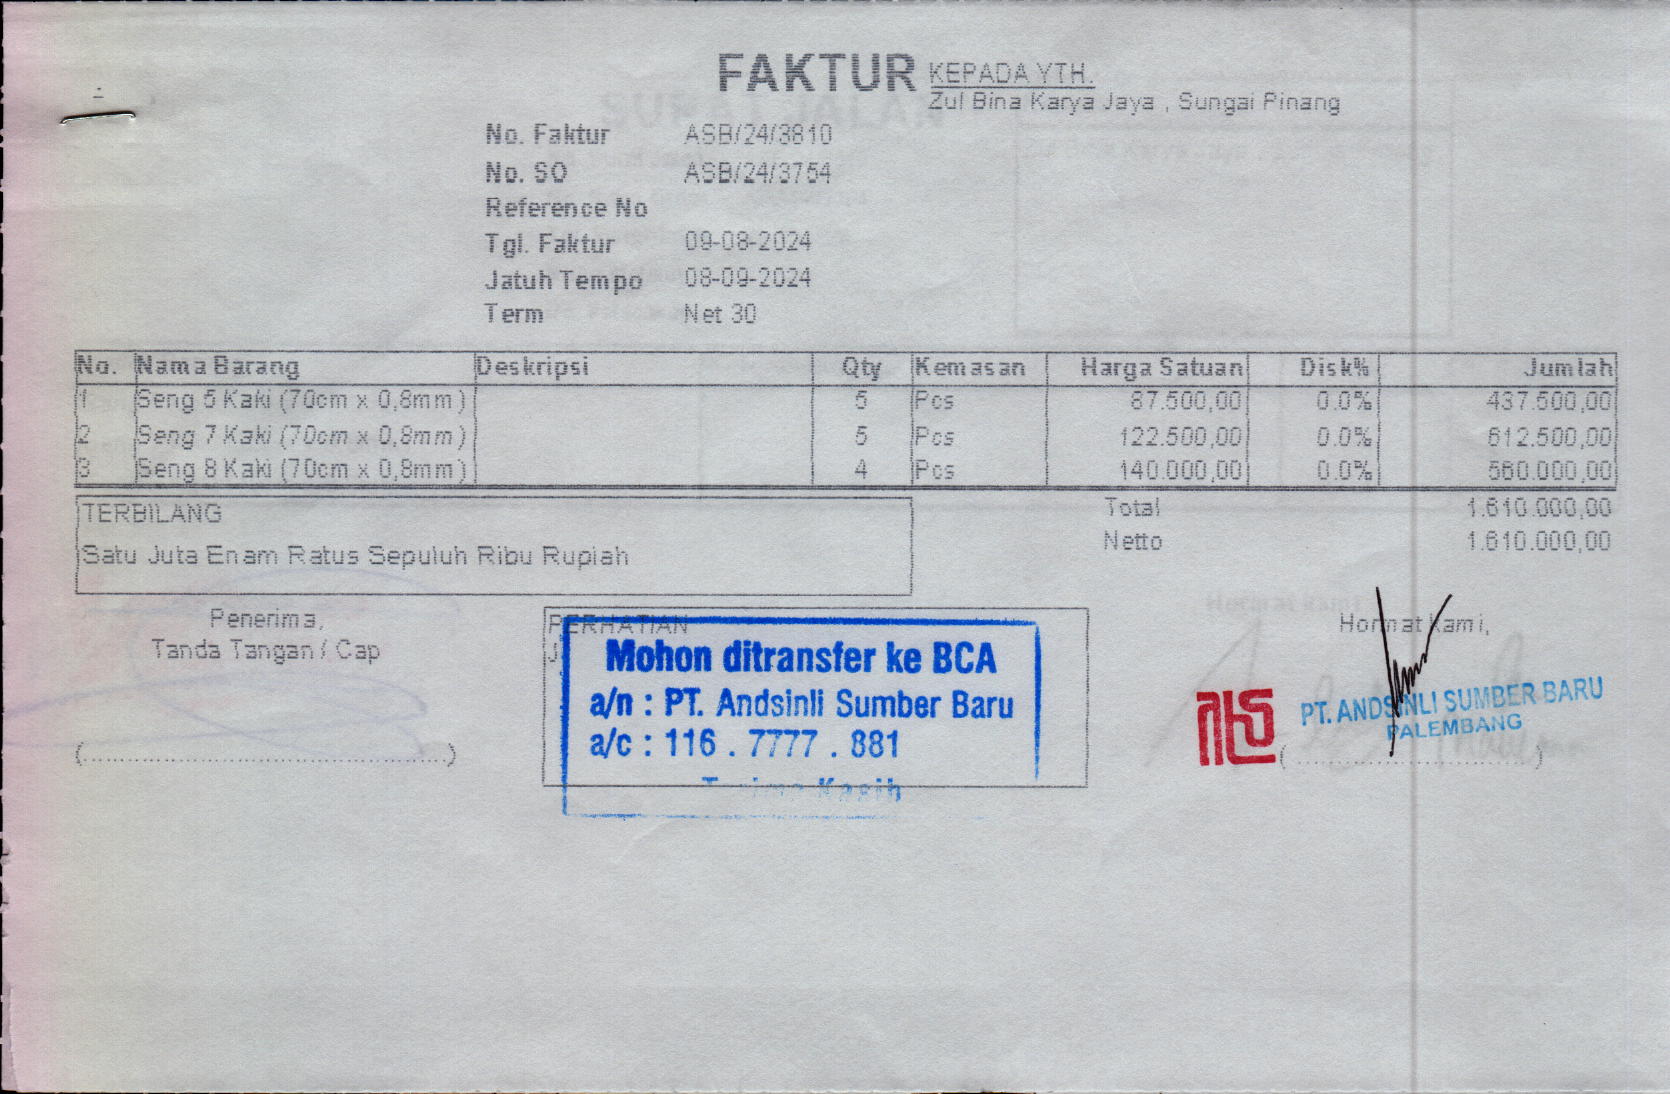 FAKTUR
KEPADA YTH.
Zul Bina Karya Jaya , Sungai Pinang
No. Faktur ASB/24/3810
No. SO ASB/24/3754
Reference No
Tgl. Faktur 09-08-2024
Jatuh Tempo 08-09-2024
Term Net 30
No. Nama Barang Deskripsi Qty Kemasan Harga Satuan Disk% Jumlah
1 Seng 5 Kaki (70cm x 0,8mm) 5 Pcs 87.500,00 0.0% 437.500,00
2 Seng 7 Kaki (70cm x 0,8mm) 5 Pcs 122.500,00 0.0% 612.500,00
3 Seng 8 Kaki (70cm x 0,8mm) 4 Pcs 140.000,00 0.0% 560.000,00
Total 1.610.000,00
Netto 1.610.000,00
TERBILANG
Satu Juta Enam Ratus Sepuluh Ribu Rupiah
Penerima,
Tanda Tangan / Cap
(........................................)
PERHATIAN
Mohon ditransfer ke BCA
a/n : PT. Andsinli Sumber Baru
a/c : 116 . 7777 . 881
Terima Kasih
Hormat Kami,
PT. ANDSINLI SUMBER BARU
PALEMBANG
(..............................)